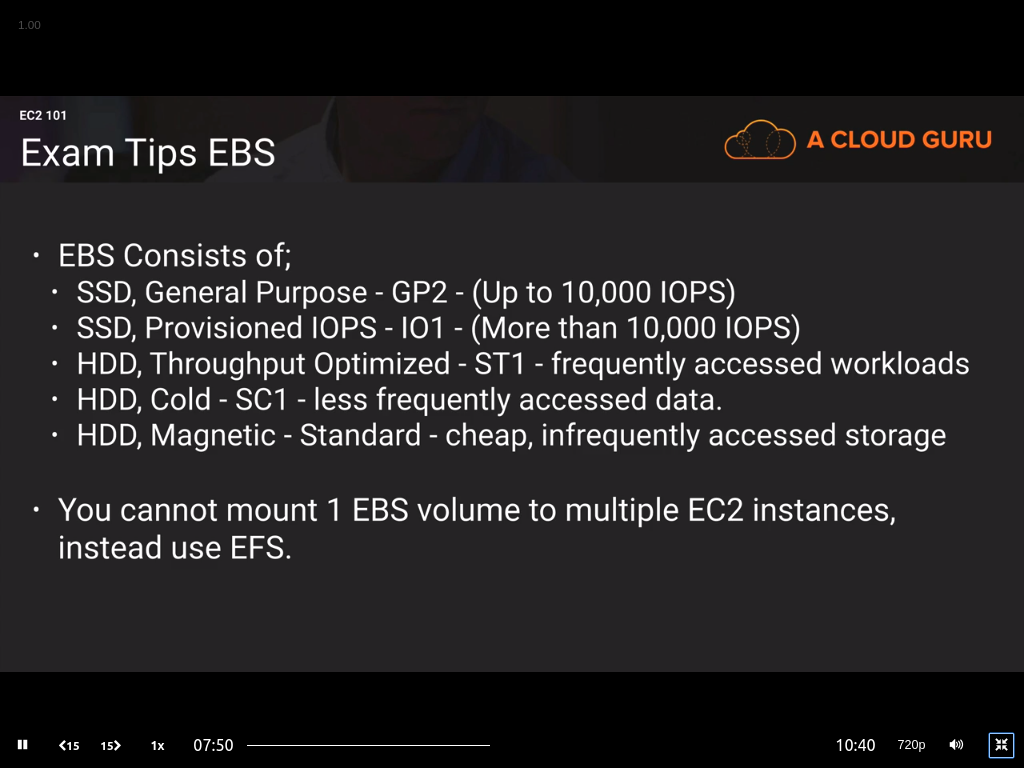 1.00
EC2 101
Exam Tips EBS
A CLOUD GURU
• EBS Consists of;
• SSD, General Purpose - GP2 - (Up to 10,000 IOPS)
• SSD, Provisioned IOPS - IO1 - (More than 10,000 IOPS)
• HDD, Throughput Optimized - ST1 - frequently accessed workloads
• HDD, Cold - SC1 - less frequently accessed data.
• HDD, Magnetic - Standard - cheap, infrequently accessed storage
• You cannot mount 1 EBS volume to multiple EC2 instances,
instead use EFS.
15 15 1x 07:50 10:40 720p